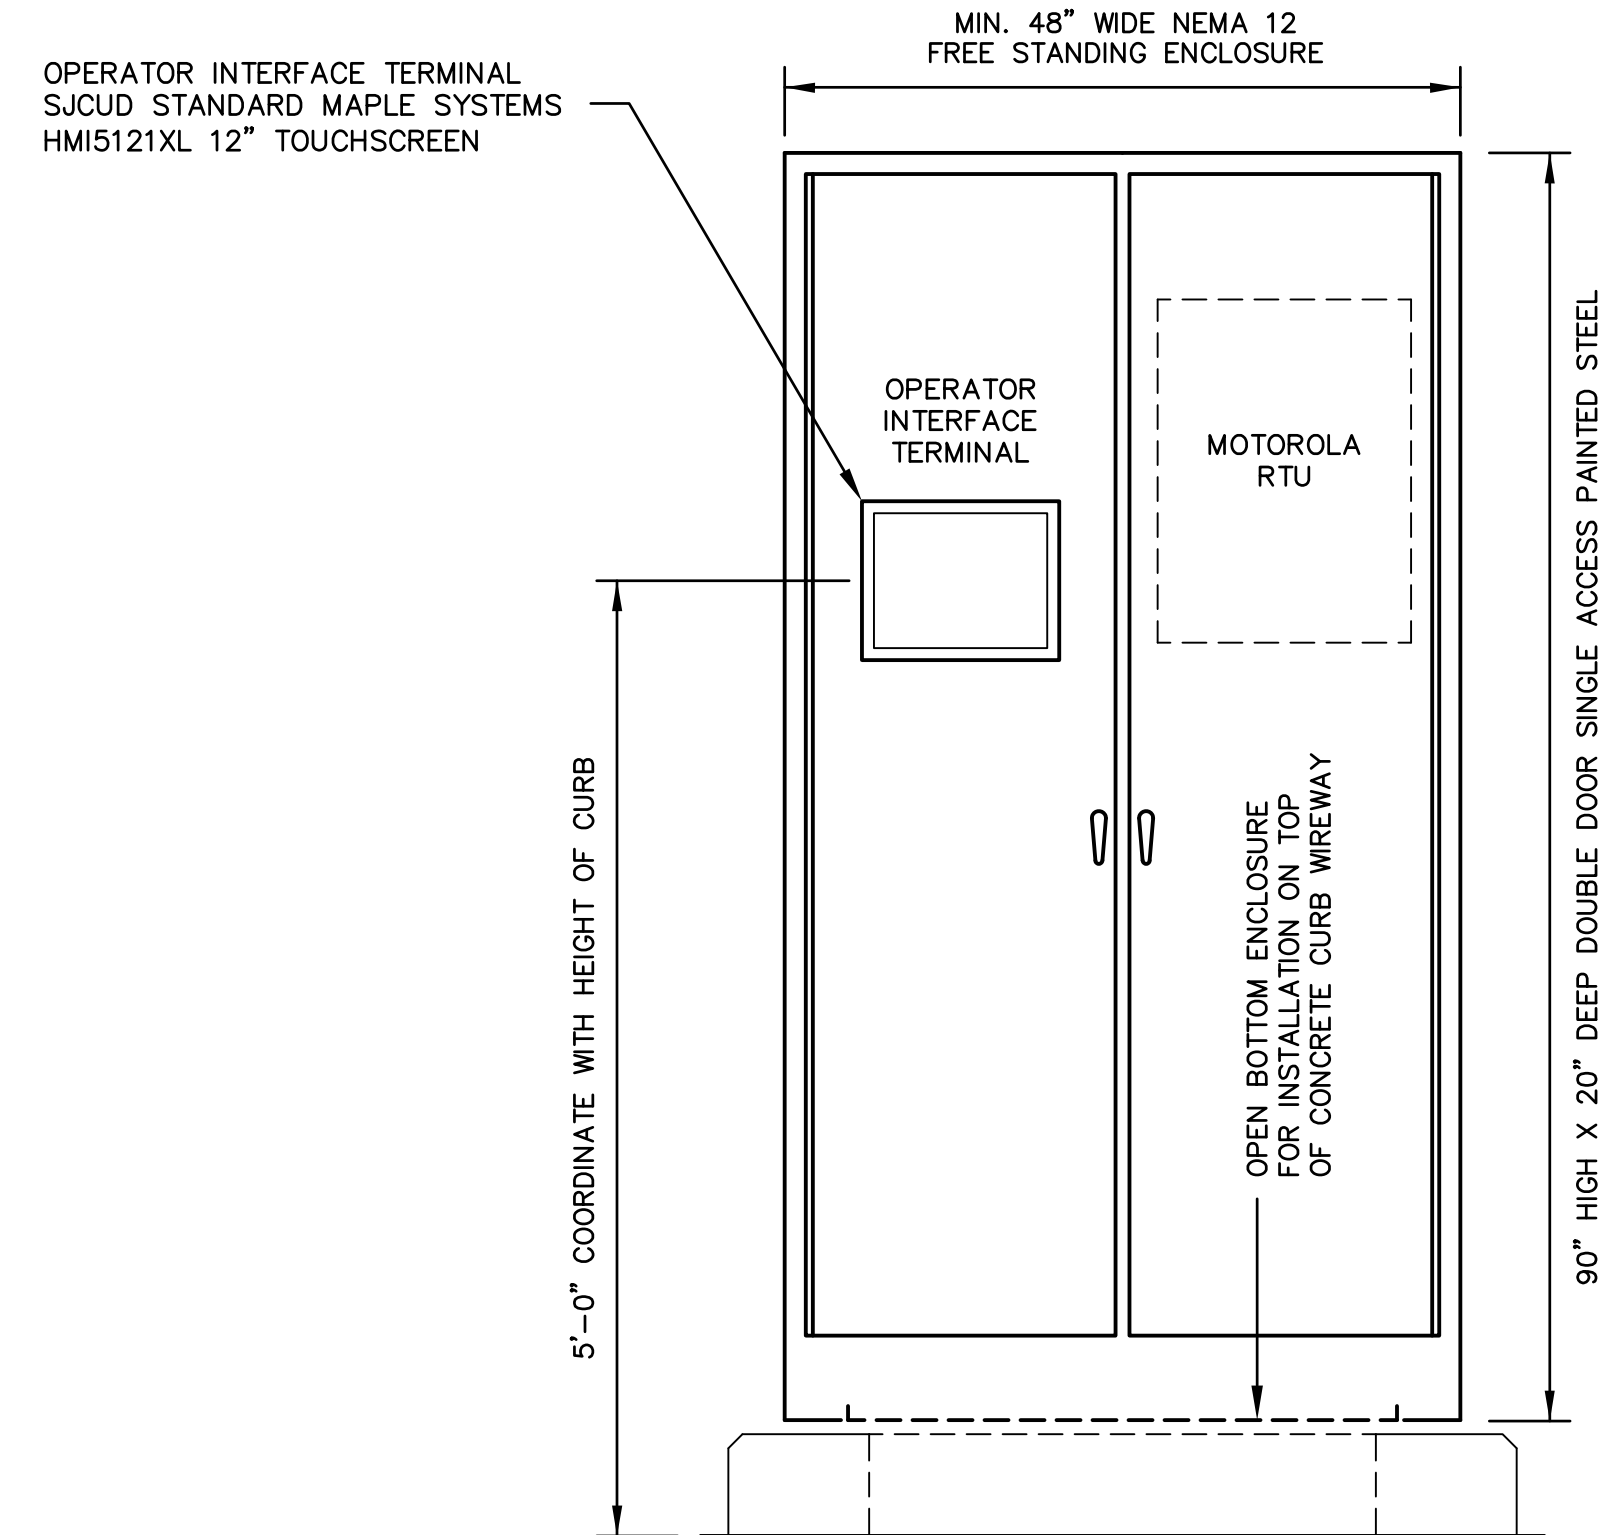 MIN. 48” WIDE NEMA 12
FREE STANDING ENCLOSURE
OPERATOR INTERFACE TERMINAL
SJCUD STANDARD MAPLE SYSTEMS
HMI5121XL 12” TOUCHSCREEN
OPERATOR
INTERFACE
TERMINAL
MOTOROLA
RTU
5'–0” COORDINATE WITH HEIGHT OF CURB
OPEN BOTTOM ENCLOSURE
FOR INSTALLATION ON TOP
OF CONCRETE CURB WIREWAY
90” HIGH X 20” DEEP DOUBLE DOOR SINGLE ACCESS PAINTED STEEL